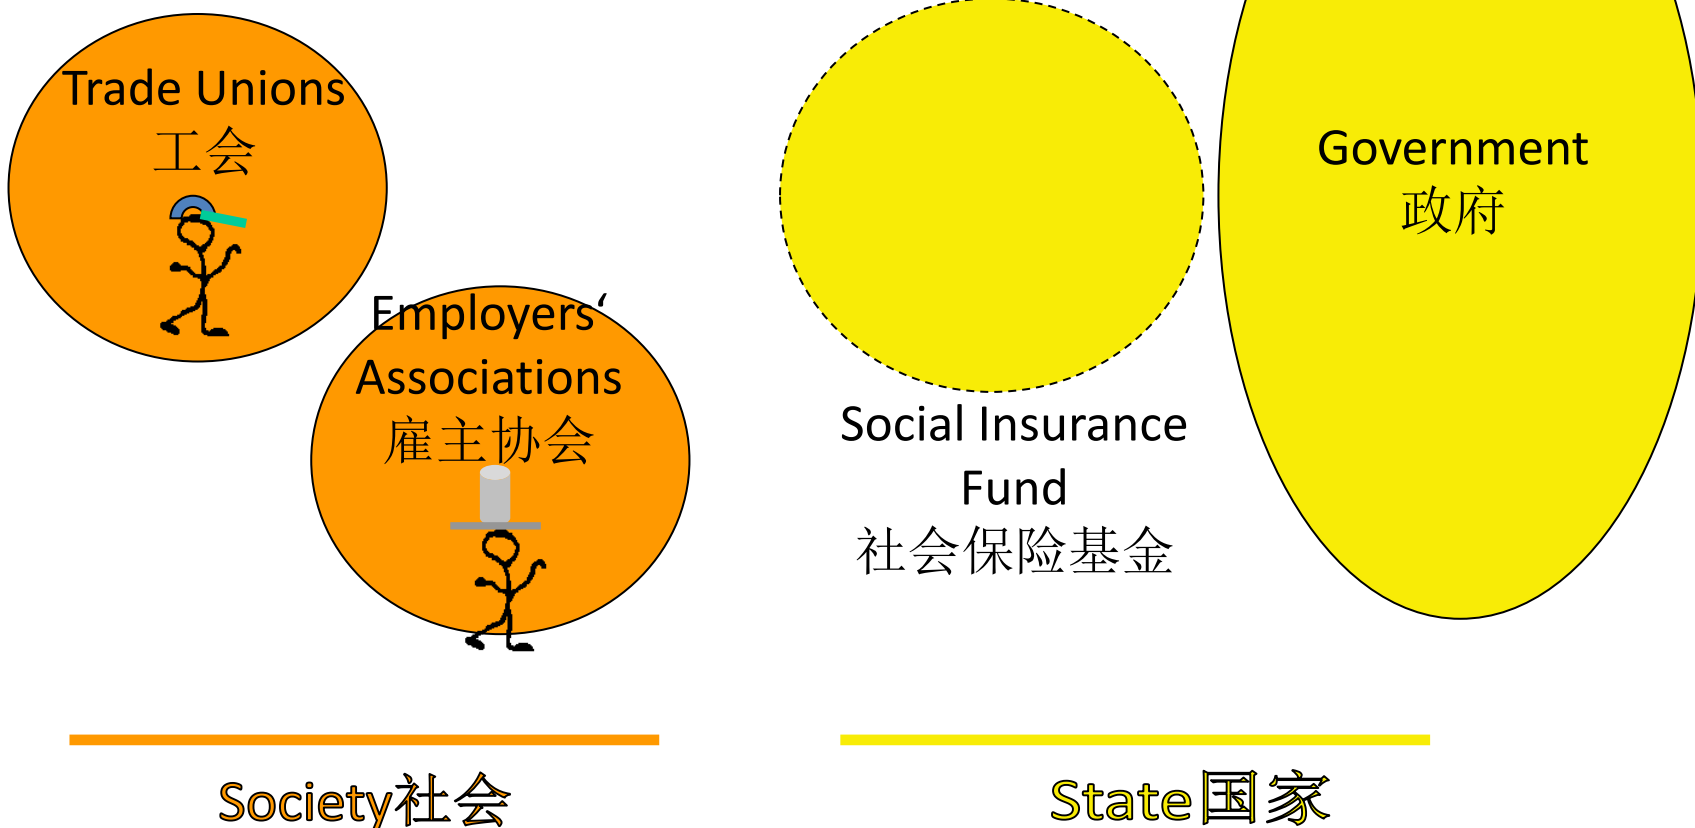 Trade Unions
工会
Employers‘
Associations
雇主协会
Social Insurance
Fund
社会保险基金
Government
政府
Society社会
State国家